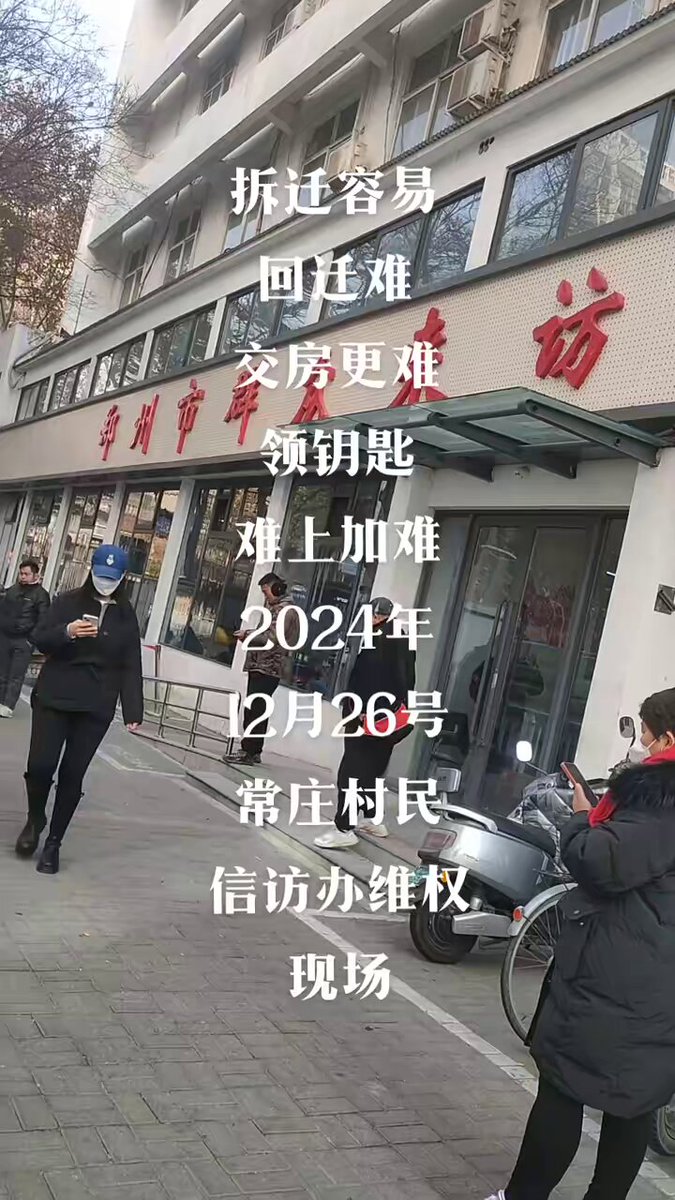 拆迁容易
回迁难
交房更难
领钥匙
难上加难
2024年
12月26号
常庄村民
信访办维权
现场
郑州市群众来访